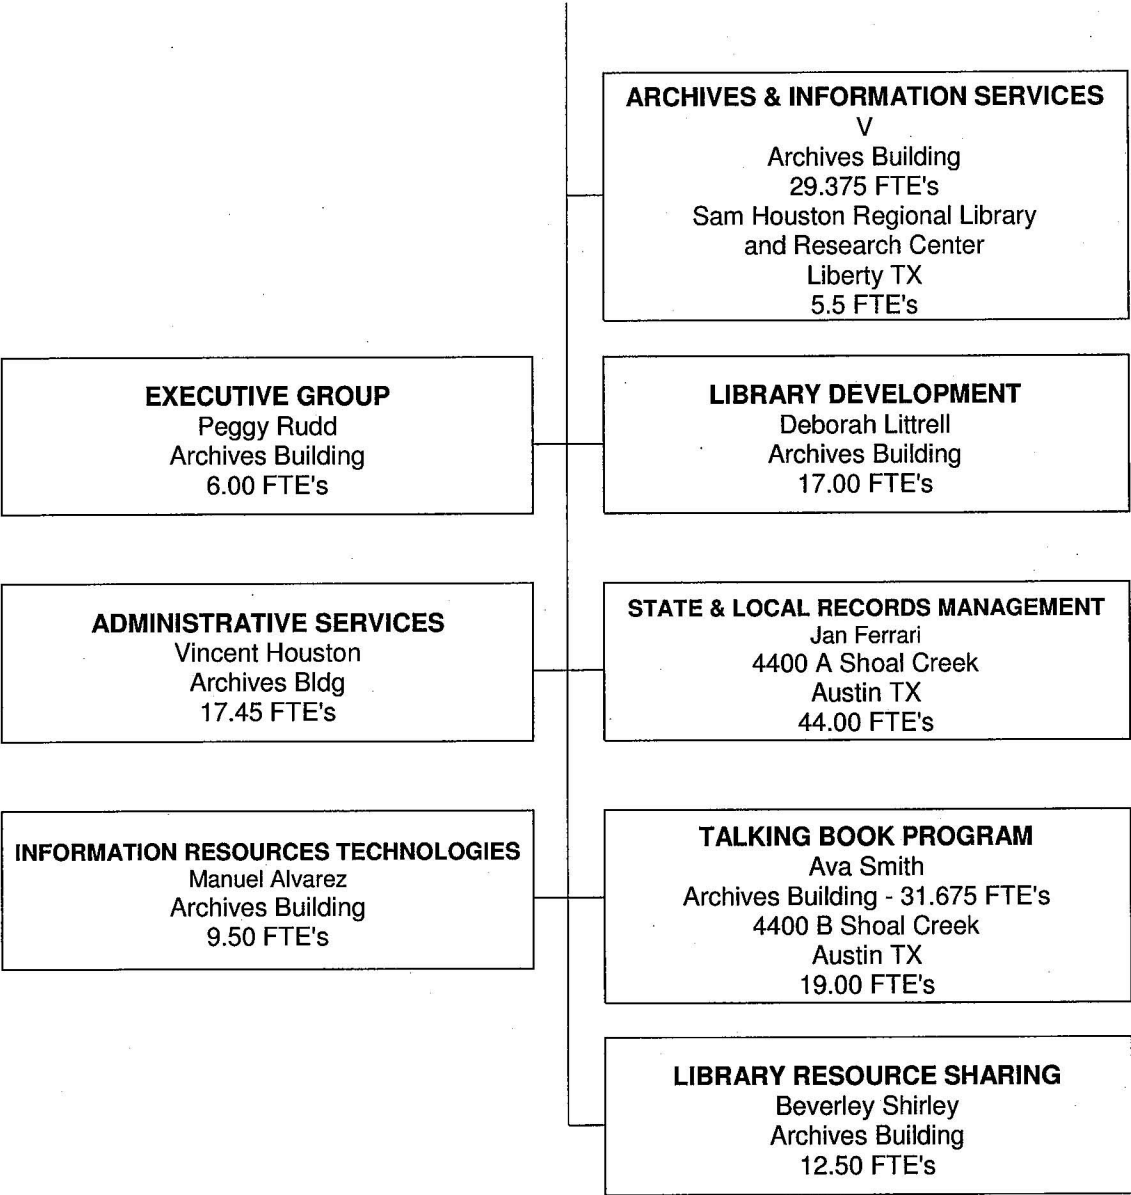 ARCHIVES & INFORMATION SERVICES
V
Archives Building
29.375 FTE's
Sam Houston Regional Library
and Research Center
Liberty TX
5.5 FTE's
EXECUTIVE GROUP
Peggy Rudd
Archives Building
6.00 FTE's
LIBRARY DEVELOPMENT
Deborah Littrell
Archives Building
17.00 FTE's
ADMINISTRATIVE SERVICES
Vincent Houston
Archives Bldg
17.45 FTE's
STATE & LOCAL RECORDS MANAGEMENT
Jan Ferrari
4400 A Shoal Creek
Austin TX
44.00 FTE's
INFORMATION RESOURCES TECHNOLOGIES
Manuel Alvarez
Archives Building
9.50 FTE's
TALKING BOOK PROGRAM
Ava Smith
Archives Building - 31.675 FTE's
4400 B Shoal Creek
Austin TX
19.00 FTE's
LIBRARY RESOURCE SHARING
Beverley Shirley
Archives Building
12.50 FTE's